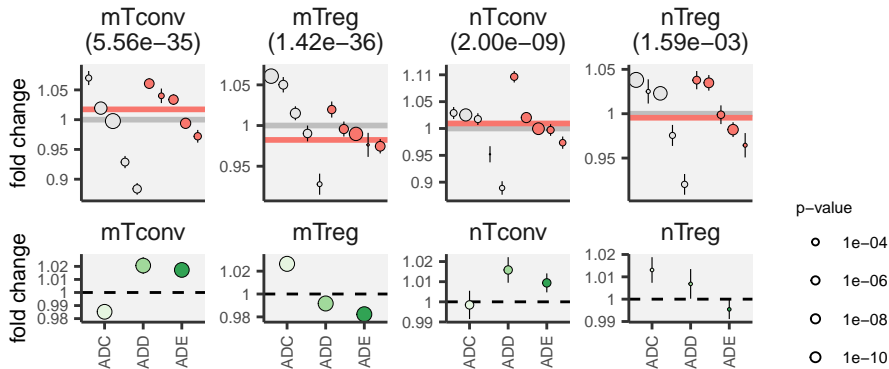 mTconv
(5.56e−35)
mTreg
(1.42e−36)
nTconv
(2.00e−09)
nTreg
(1.59e−03)
fold change
1.05
1
0.95
0.9
1.05
1
0.95
1.11
1.05
1
0.95
0.9
1.05
1
0.95
mTconv
mTreg
nTconv
nTreg
fold change
1.02
1.01
1
0.99
0.98
1.02
1
0.98
1.02
1.01
1
0.99
1.02
1.01
1
0.99
ADC
ADD
ADE
ADC
ADD
ADE
ADC
ADD
ADE
ADC
ADD
ADE
p−value
1e−04
1e−06
1e−08
1e−10